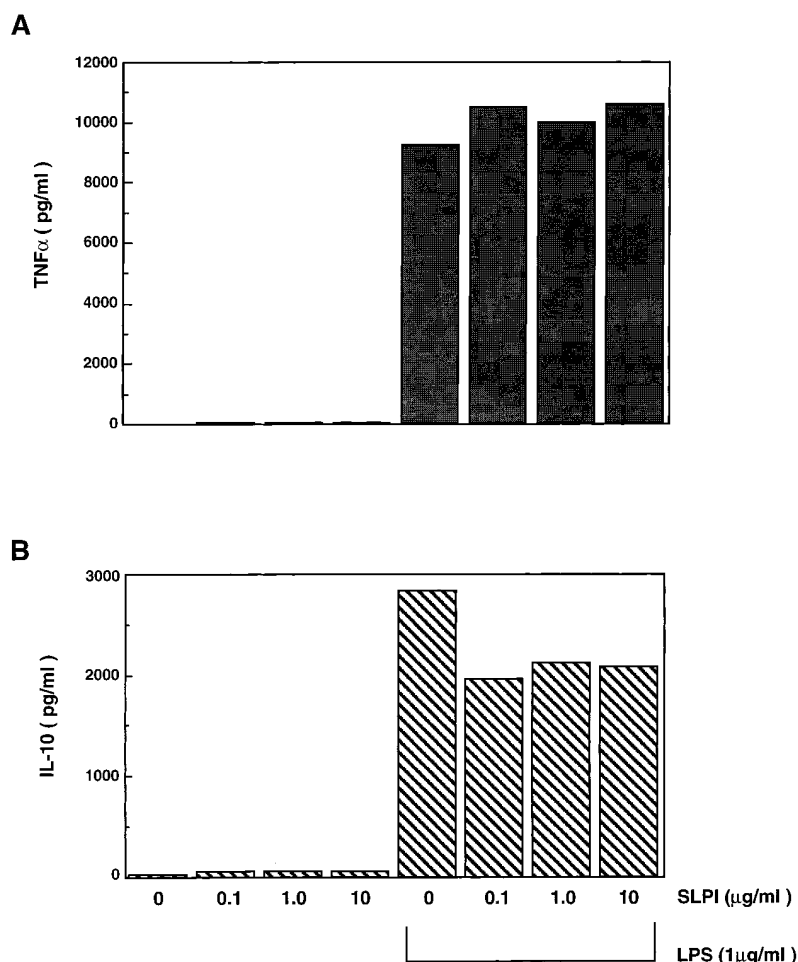 A
12000
10000
8000
6000
4000
2000
0
TNFα ( pg/ml )
B
3000
2000
1000
0
IL-10 ( pg/ml )
0 0.1 1.0 10 0 0.1 1.0 10 SLPI (μg/ml )
LPS (1μg/ml)